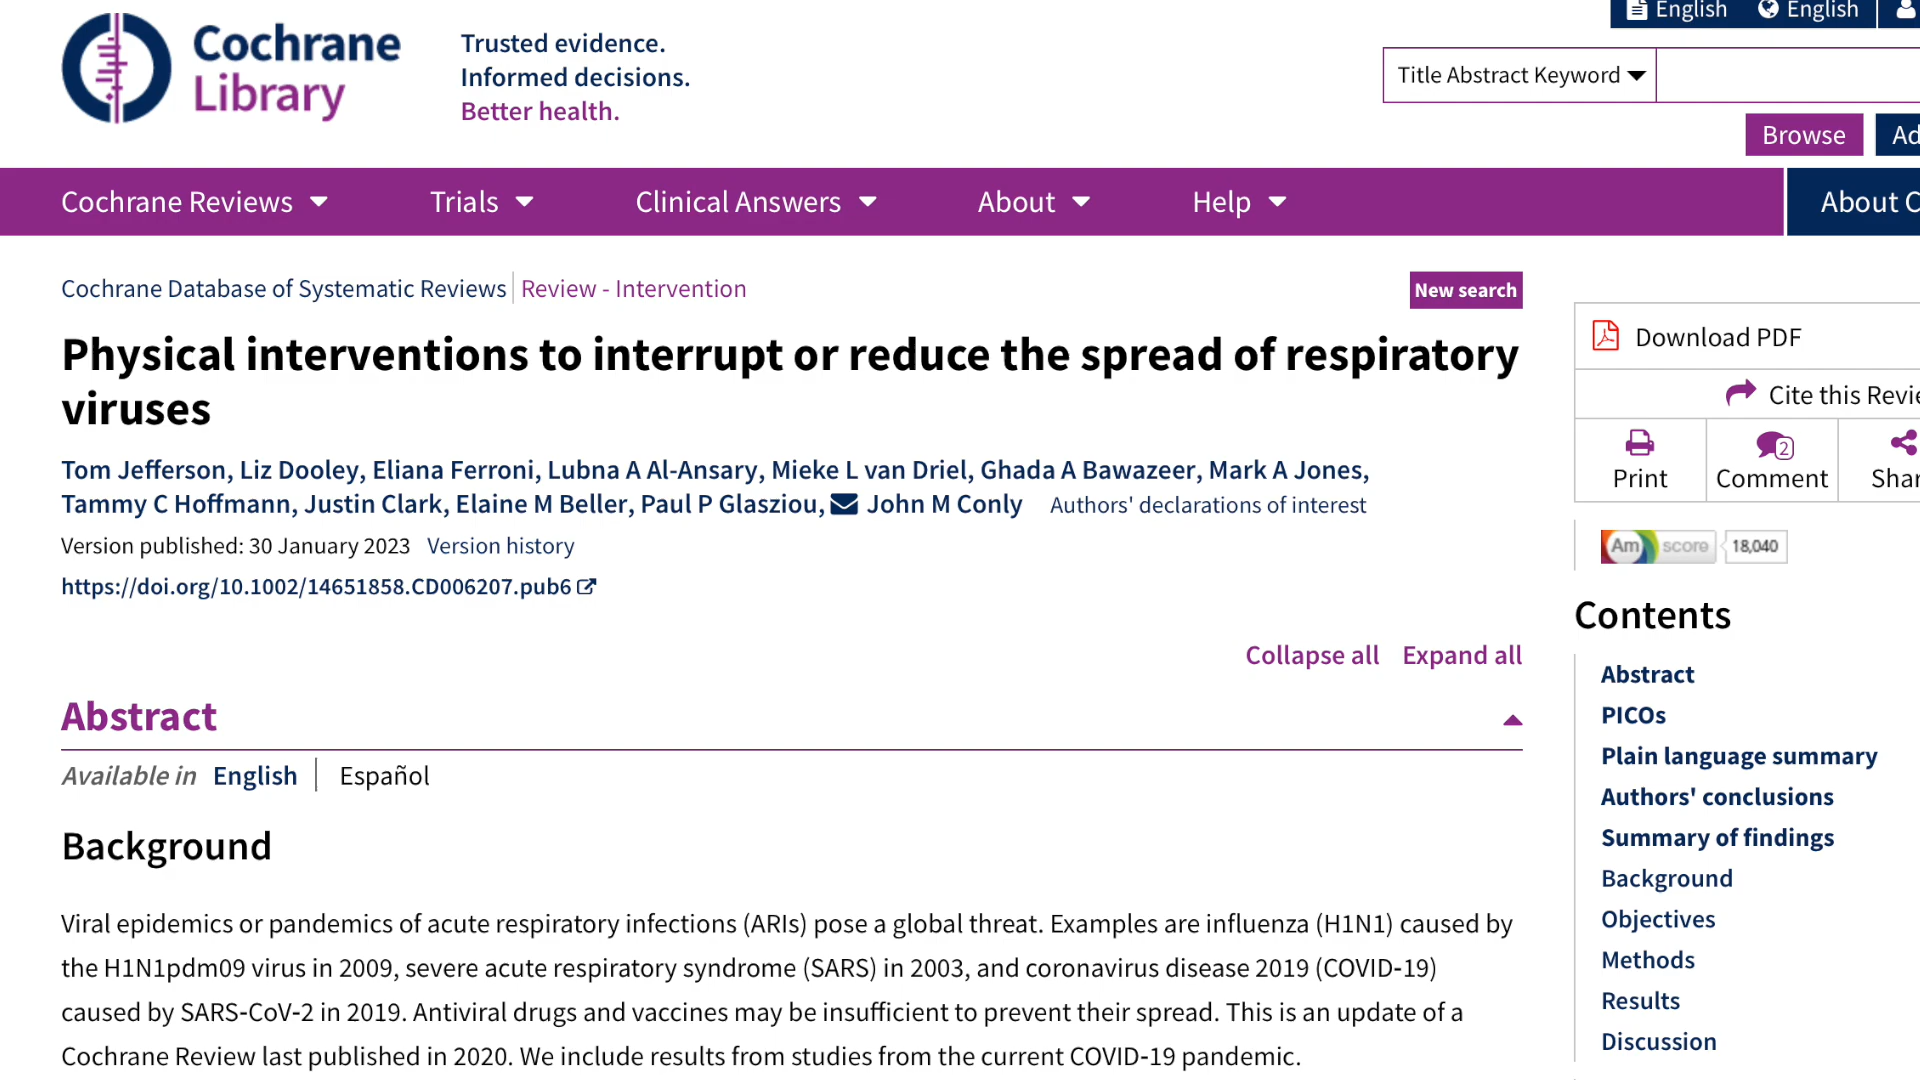 English English
Cochrane
Library
Trusted evidence.
Informed decisions.
Better health.
Title Abstract Keyword
Browse
Ad
Cochrane Reviews Trials Clinical Answers About Help About C
Cochrane Database of Systematic Reviews Review - Intervention
New search
Physical interventions to interrupt or reduce the spread of respiratory
viruses
Tom Jefferson, Liz Dooley, Eliana Ferroni, Lubna A Al-Ansary, Mieke L van Driel, Ghada A Bawazeer, Mark A Jones,
Tammy C Hoffmann, Justin Clark, Elaine M Beller, Paul P Glasziou, John M Conly Authors' declarations of interest
Version published: 30 January 2023 Version history
https://doi.org/10.1002/14651858.CD006207.pub6
Collapse all Expand all
Abstract
Available in English Español
Background
Viral epidemics or pandemics of acute respiratory infections (ARIs) pose a global threat. Examples are influenza (H1N1) caused by
the H1N1pdm09 virus in 2009, severe acute respiratory syndrome (SARS) in 2003, and coronavirus disease 2019 (COVID-19)
caused by SARS-CoV-2 in 2019. Antiviral drugs and vaccines may be insufficient to prevent their spread. This is an update of a
Cochrane Review last published in 2020. We include results from studies from the current COVID-19 pandemic.
Download PDF
Cite this Revie
Print
2
Comment
Shar
Am score 18,040
Contents
Abstract
PICOs
Plain language summary
Authors' conclusions
Summary of findings
Background
Objectives
Methods
Results
Discussion